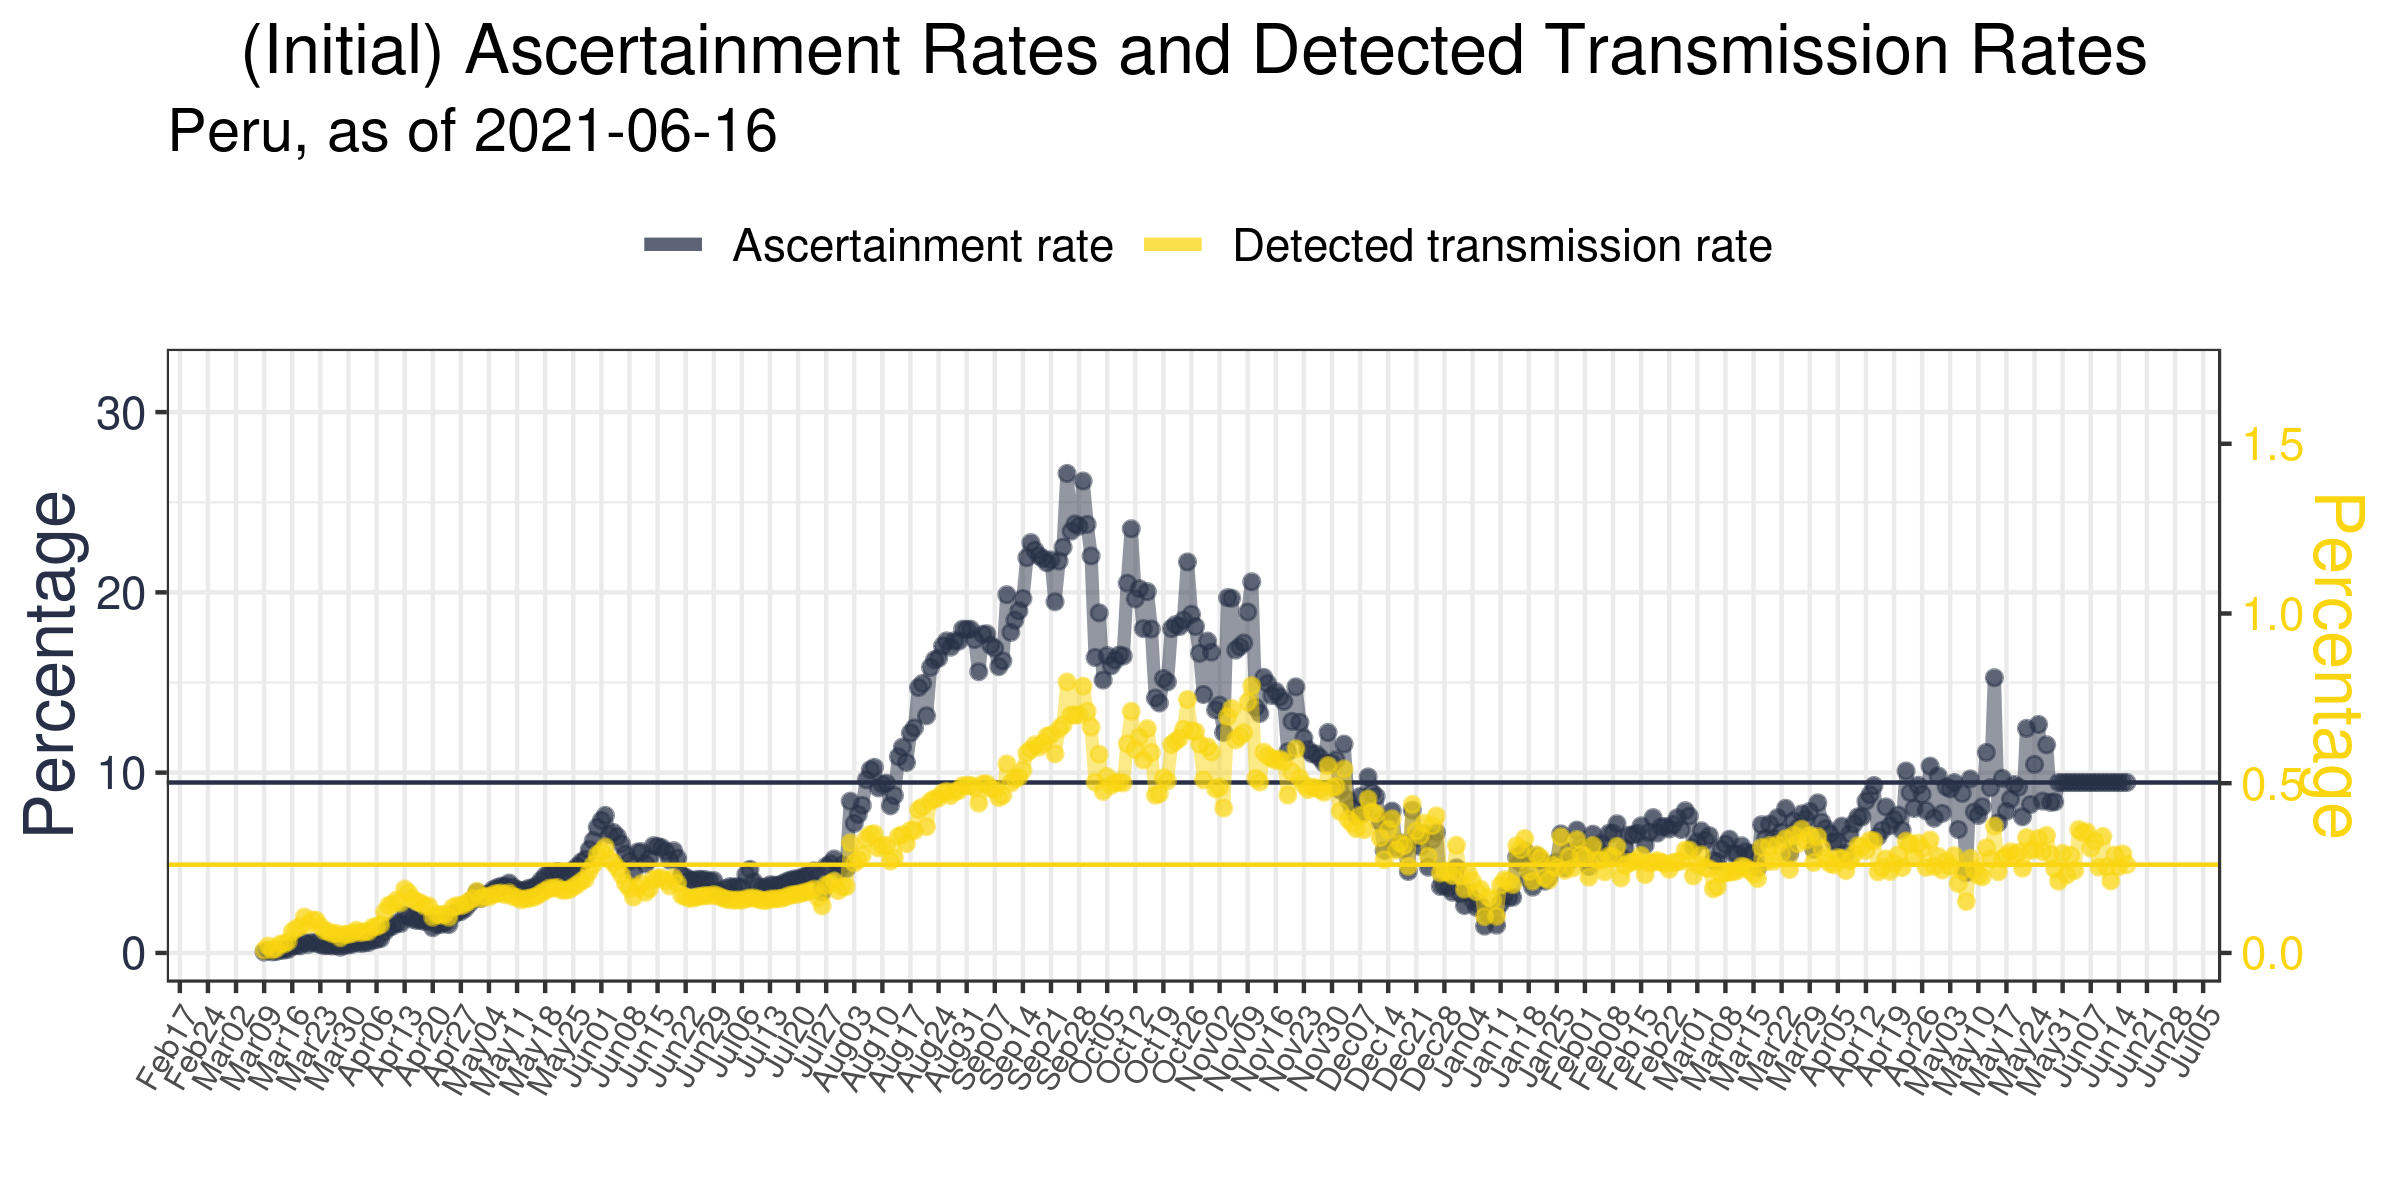 (Initial) Ascertainment Rates and Detected Transmission Rates
Peru, as of 2021-06-16
Ascertainment rate
Detected transmission rate
Percentage
30
20
10
0
1.5
1.0
0.5
0.0
Percentage
Feb17
Feb24
Mar02
Mar09
Mar16
Mar23
Mar30
Apr06
Apr13
Apr20
Apr27
May04
May11
May18
May25
Jun01
Jun08
Jun15
Jun22
Jun29
Jul06
Jul13
Jul20
Jul27
Aug03
Aug10
Aug17
Aug24
Aug31
Sep07
Sep14
Sep21
Sep28
Oct05
Oct12
Oct19
Oct26
Nov02
Nov09
Nov16
Nov23
Nov30
Dec07
Dec14
Dec21
Dec28
Jan04
Jan11
Jan18
Jan25
Feb01
Feb08
Feb15
Feb22
Mar01
Mar08
Mar15
Mar22
Mar29
Apr05
Apr12
Apr19
Apr26
May03
May10
May17
May24
May31
Jun07
Jun14
Jun21
Jun28
Jul05